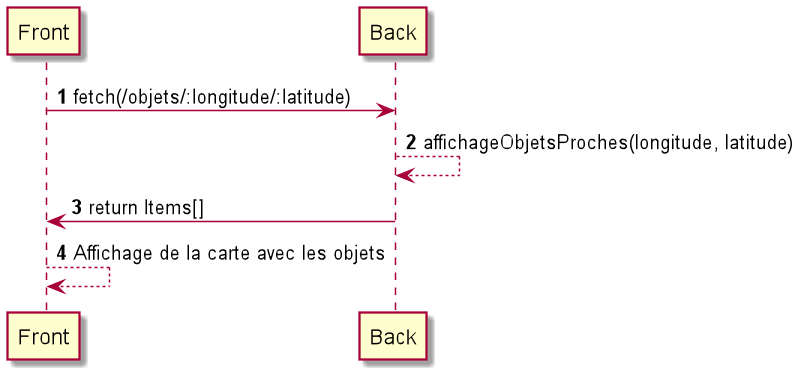 Front
Back
1 fetch(/objets/:longitude/:latitude)
2 affichageObjetsProches(longitude, latitude)
3 return Items[]
4 Affichage de la carte avec les objets
Front
Back